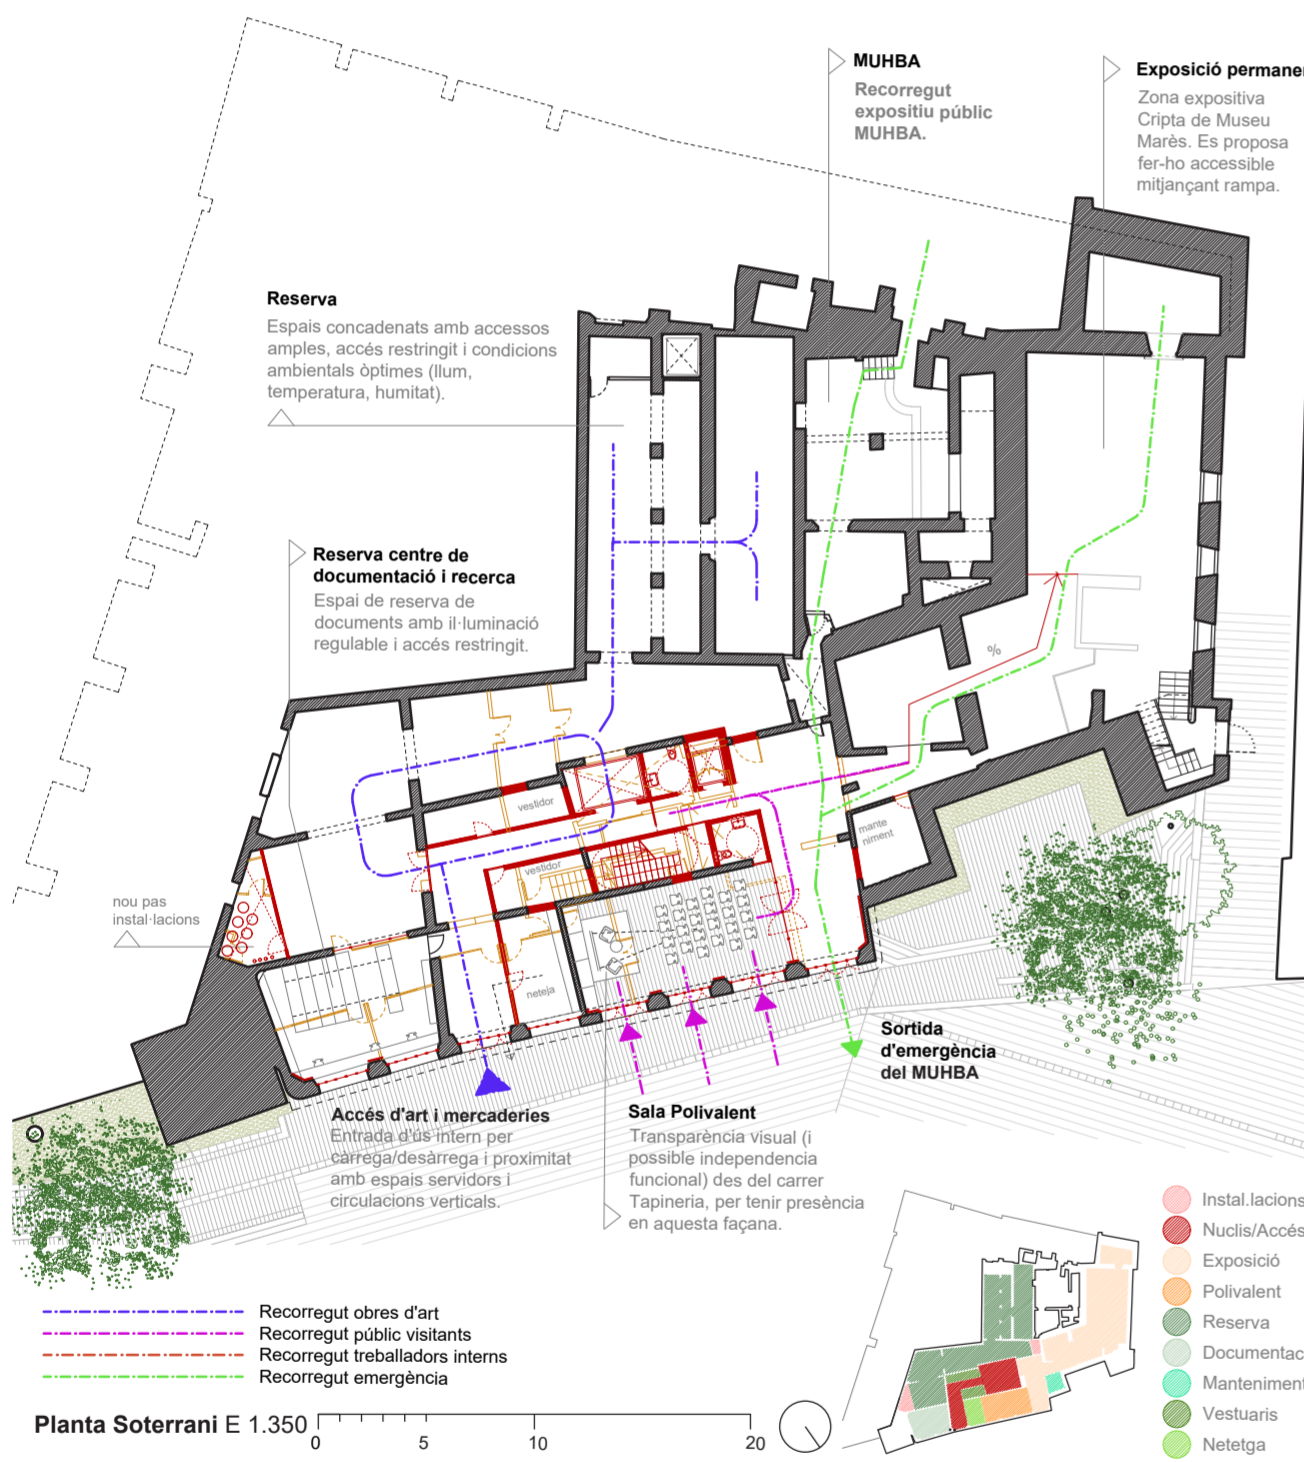 MUHBA
Recorregut
expositiu públic
MUHBA.
Exposició permane
Zona expositiva
Cripta de Museu
Marès. Es proposa
fer-ho accessible
mitjançant rampa.
Reserva
Espais concadenats amb accessos
amples, accés restringit i condicions
ambientals òptimes (llum,
temperatura, humitat).
Reserva centre de
documentació i recerca
Espai de reserva de
documents amb il·luminació
regulable i accés restringit.
%
vestidor
vestidor
mante
niment
neteja
nou pas
instal·lacions
Sortida
d'emergència
del MUHBA
Accés d'art i mercaderies
Entrada d'ús intern per
càrrega/desàrrega i proximitat
amb espais servidors i
circulacions verticals.
Sala Polivalent
Transparència visual (i
possible independencia
funcional) des del carrer
Tapineria, per tenir presència
en aquesta façana.
Instal.lacions
Nuclis/Accés
Exposició
Polivalent
Reserva
Documentac
Manteniment
Vestuaris
Netetga
Recorregut obres d'art
Recorregut públic visitants
Recorregut treballadors interns
Recorregut emergència
Planta Soterrani E 1.350
0 5 10 20